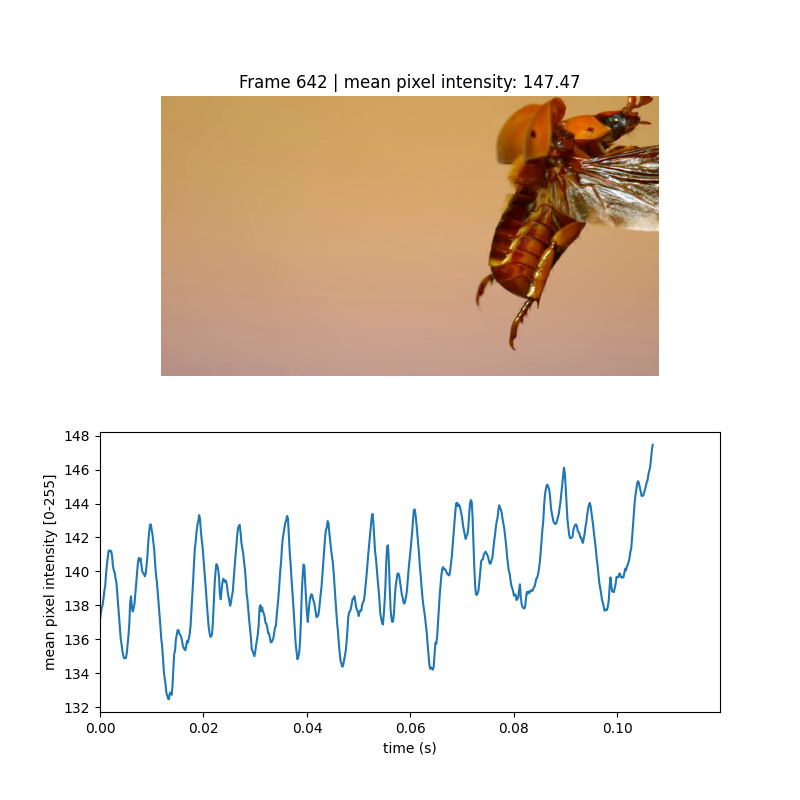 Frame 642 | mean pixel intensity: 147.47
148
146
144
142
140
138
136
134
132
mean pixel intensity [0-255]
0.00 0.02 0.04 0.06 0.08 0.10
time (s)